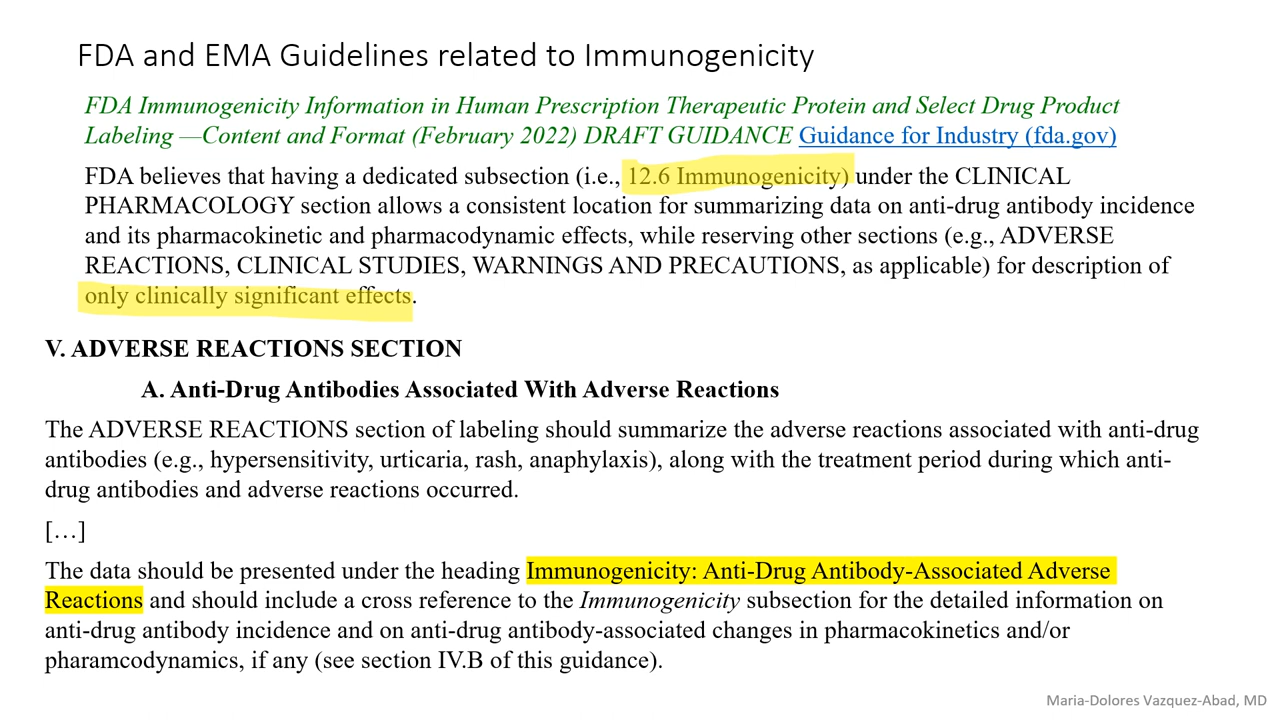 FDA and EMA Guidelines related to Immunogenicity
FDA Immunogenicity Information in Human Prescription Therapeutic Protein and Select Drug Product
Labeling —Content and Format (February 2022) DRAFT GUIDANCE Guidance for Industry (fda.gov)
FDA believes that having a dedicated subsection (i.e., 12.6 Immunogenicity) under the CLINICAL
PHARMACOLOGY section allows a consistent location for summarizing data on anti-drug antibody incidence
and its pharmacokinetic and pharmacodynamic effects, while reserving other sections (e.g., ADVERSE
REACTIONS, CLINICAL STUDIES, WARNINGS AND PRECAUTIONS, as applicable) for description of
only clinically significant effects.
V. ADVERSE REACTIONS SECTION
A. Anti-Drug Antibodies Associated With Adverse Reactions
The ADVERSE REACTIONS section of labeling should summarize the adverse reactions associated with anti-drug
antibodies (e.g., hypersensitivity, urticaria, rash, anaphylaxis), along with the treatment period during which anti-
drug antibodies and adverse reactions occurred.
[…]
The data should be presented under the heading Immunogenicity: Anti-Drug Antibody-Associated Adverse
Reactions and should include a cross reference to the Immunogenicity subsection for the detailed information on
anti-drug antibody incidence and on anti-drug antibody-associated changes in pharmacokinetics and/or
pharamcodynamics, if any (see section IV.B of this guidance).
Maria-Dolores Vazquez-Abad, MD